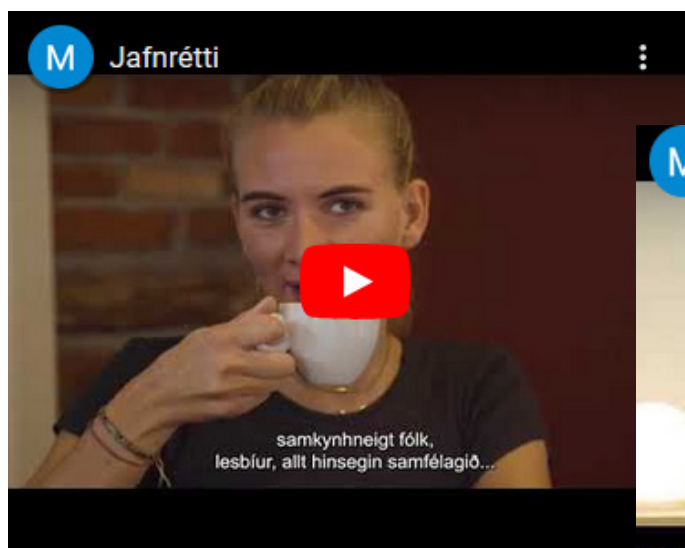 M Jafnrétti
samkynhneigt fólk,
lesbíur, allt hinsegin samfélagið...
M